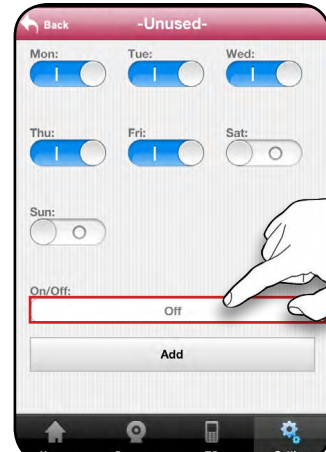 Back -Unused-
Mon: Tue: Wed:
Thu: Fri: Sat:
Sun:
On/Off:
Off
Add